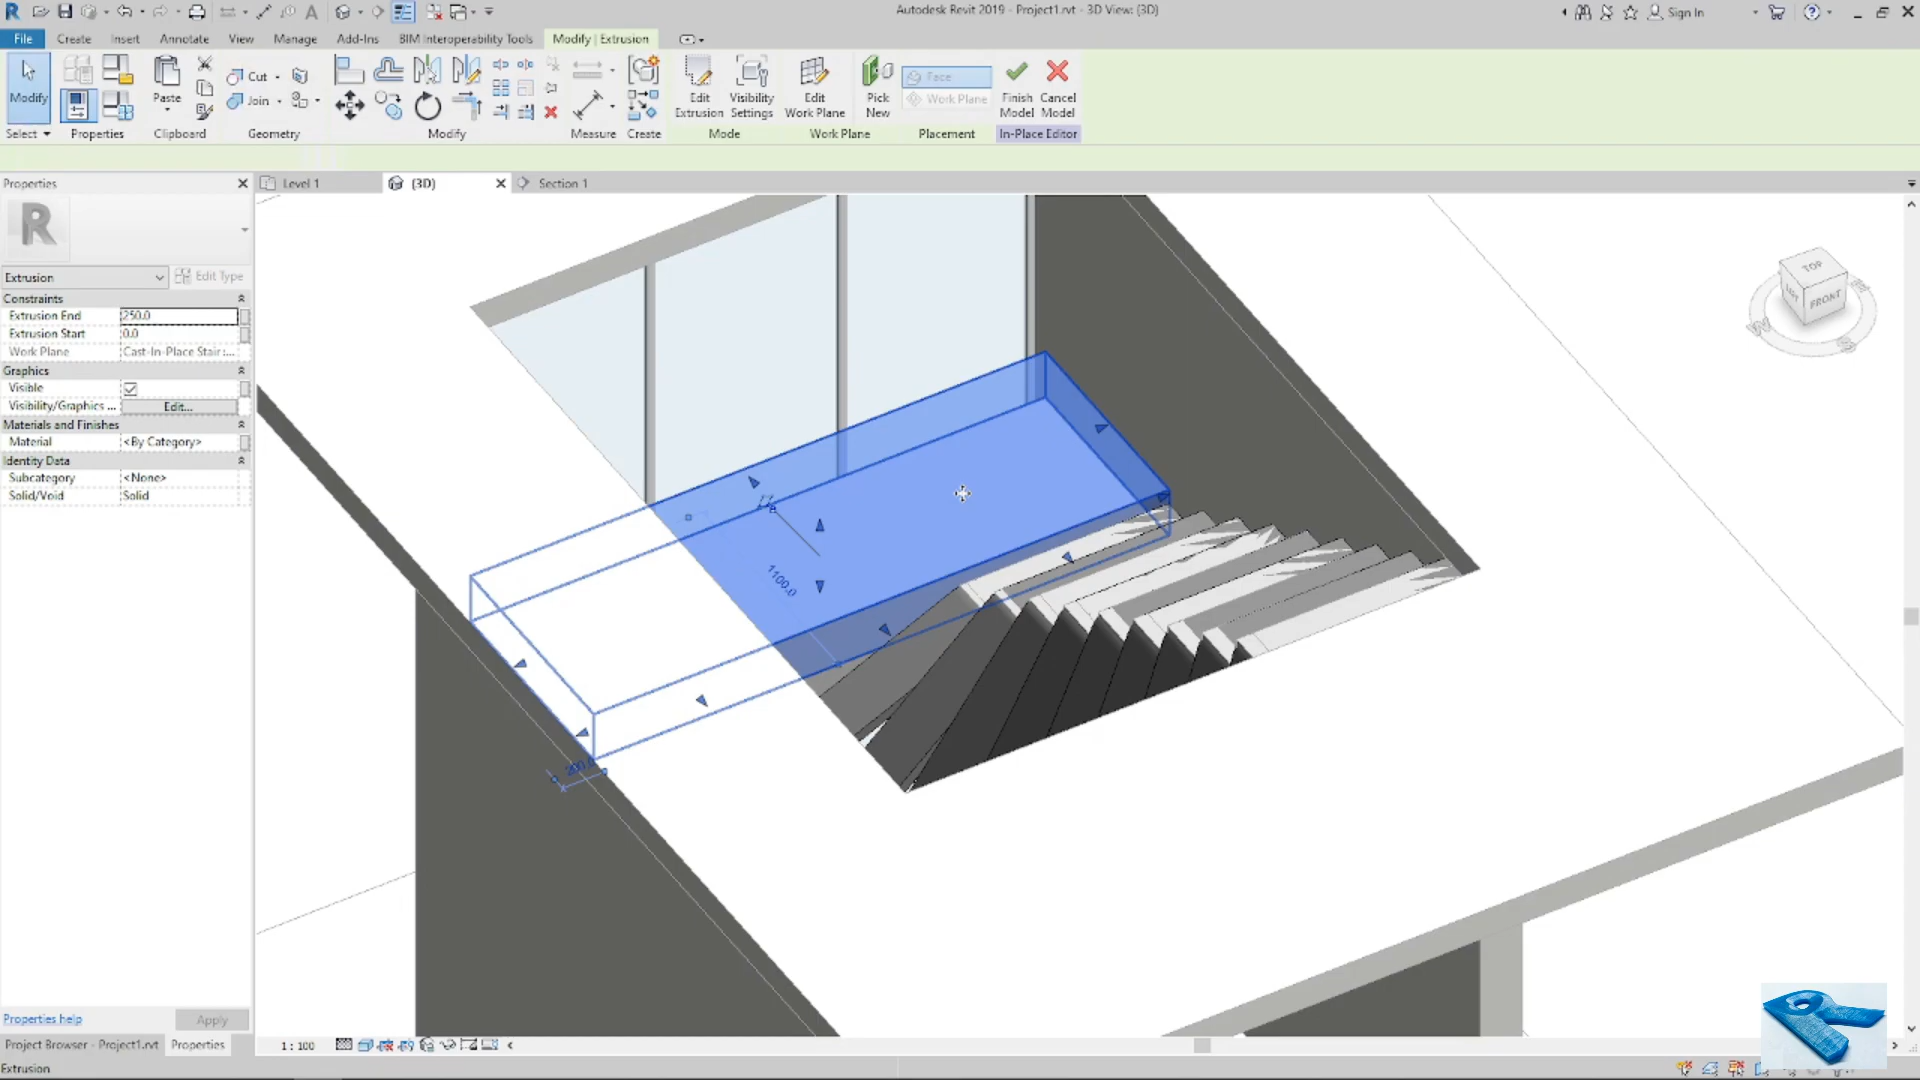 Autodesk Revit 2019 - Project1.rvt - 3D View: {3D}
Sign In
File Create Insert Annotate View Manage Add-Ins BIM Interoperability Tools Modify | Extrusion
Modify
Paste
Cut
Join
Edit Extrusion
Visibility Settings
Edit Work Plane
Pick New
Face
Work Plane
Finish Model
Cancel Model
Select Properties Clipboard Geometry Modify Measure Create Mode Work Plane Placement In-Place Editor
Properties
Level 1
{3D}
Section 1
R
Extrusion
Edit Type
Constraints
Extrusion End 250.0
Extrusion Start 0.0
Work Plane Cast-In-Place Stair :...
Graphics
Visible
Visibility/Graphics ... Edit...
Materials and Finishes
Material <By Category>
Identity Data
Subcategory <None>
Solid/Void Solid
TOP
FRONT
W
S
1100.0
Properties help
Apply
Project Browser - Project1.rvt
Properties
1 : 100
Extrusion